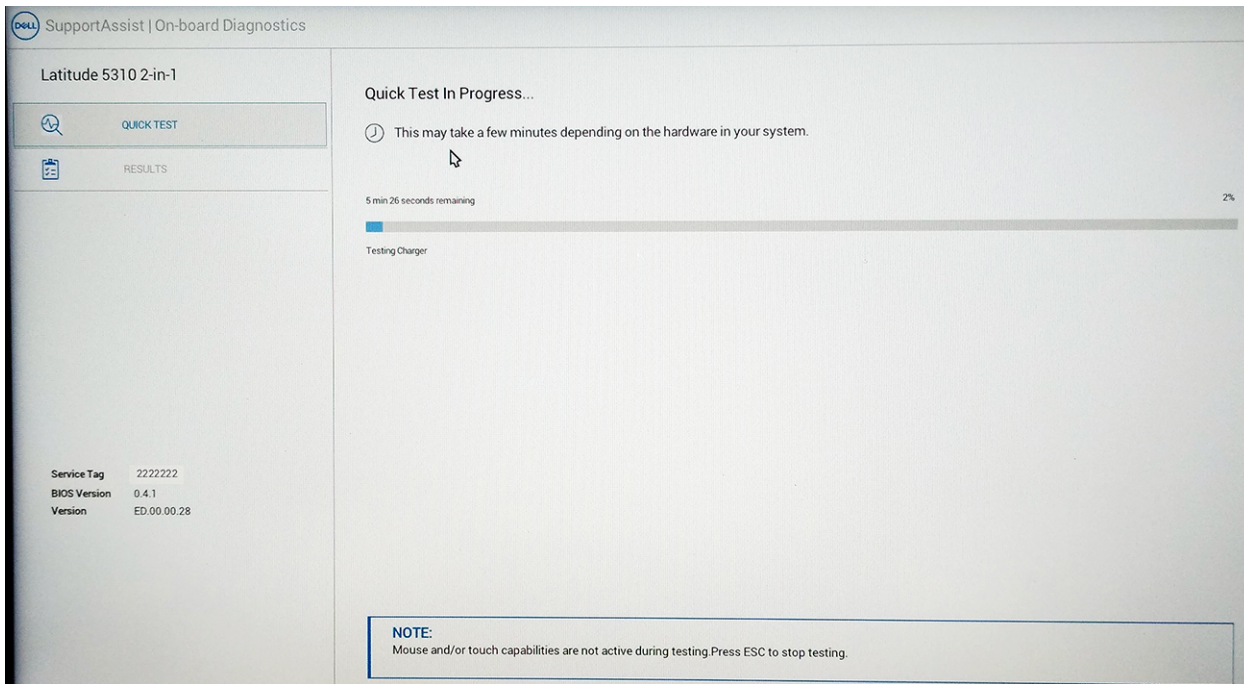 DELL SupportAssist | On-board Diagnostics
Latitude 5310 2-in-1
QUICK TEST
RESULTS
Quick Test In Progress...
This may take a few minutes depending on the hardware in your system.
5 min 26 seconds remaining 2%
Testing Charger
Service Tag 2222222
BIOS Version 0.4.1
Version ED.00.00.28
NOTE:
Mouse and/or touch capabilities are not active during testing.Press ESC to stop testing.